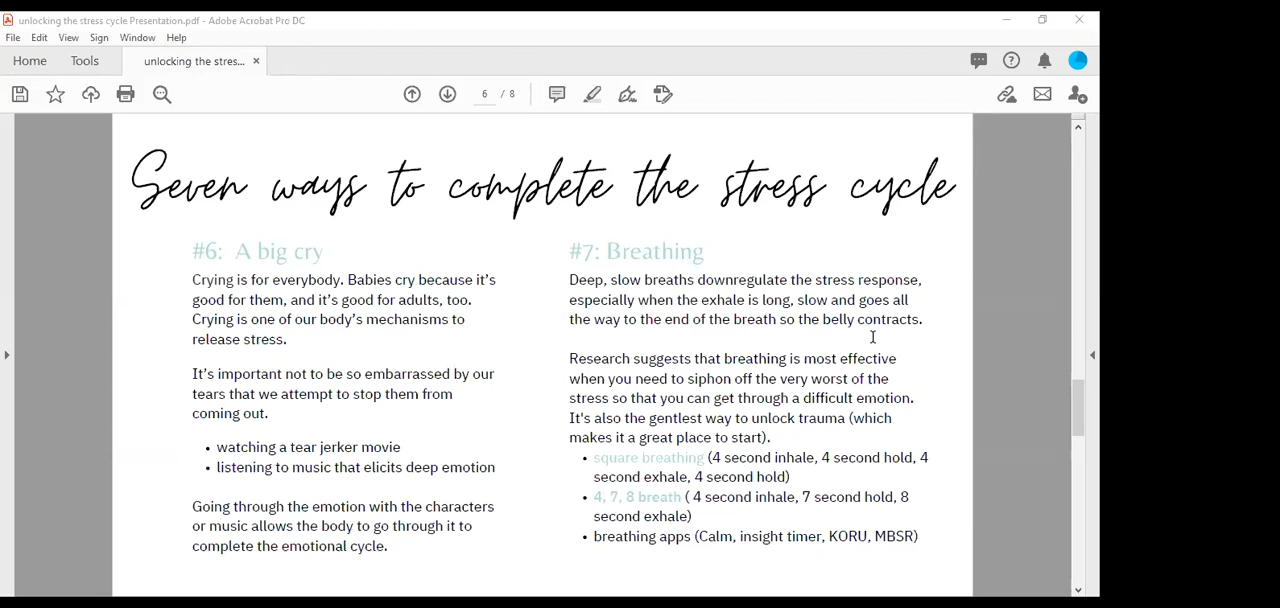 unlocking the stress cycle Presentation.pdf - Adobe Acrobat Pro DC
File Edit View Sign Window Help
Home Tools unlocking the stres... ×
6 / 8
Seven ways to complete the stress cycle
#6: A big cry
Crying is for everybody. Babies cry because it's
good for them, and it's good for adults, too.
Crying is one of our body's mechanisms to
release stress.
It's important not to be so embarrassed by our
tears that we attempt to stop them from
coming out.
• watching a tear jerker movie
• listening to music that elicits deep emotion
Going through the emotion with the characters
or music allows the body to go through it to
complete the emotional cycle.
#7: Breathing
Deep, slow breaths downregulate the stress response,
especially when the exhale is long, slow and goes all
the way to the end of the breath so the belly contracts.
Research suggests that breathing is most effective
when you need to siphon off the very worst of the
stress so that you can get through a difficult emotion.
It's also the gentlest way to unlock trauma (which
makes it a great place to start).
• square breathing (4 second inhale, 4 second hold, 4
second exhale, 4 second hold)
• 4, 7, 8 breath ( 4 second inhale, 7 second hold, 8
second exhale)
• breathing apps (Calm, insight timer, KORU, MBSR)